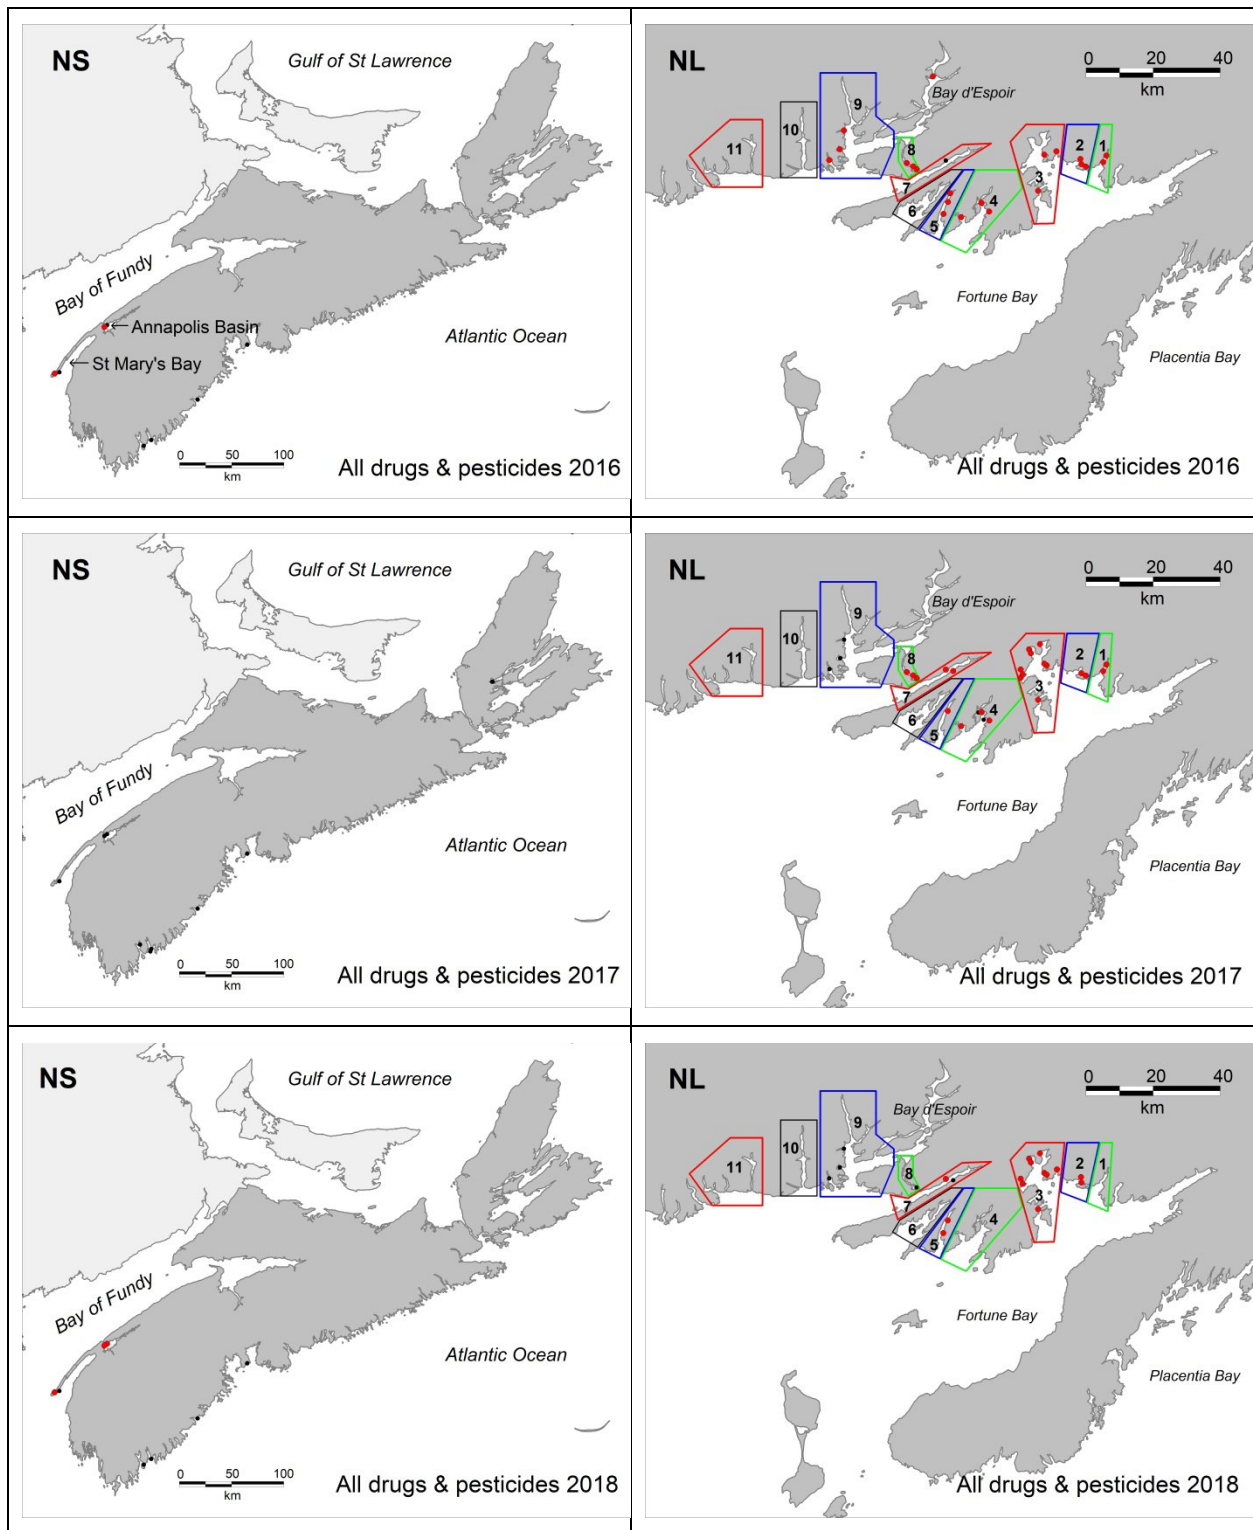 NS
Gulf of St Lawrence
Bay of Fundy
← Annapolis Basin
← St Mary's Bay
Atlantic Ocean
0 50 100
km
All drugs & pesticides 2016
NL
0 20 40
km
Bay d'Espoir
9
10
11
8
7
6
5
4
3
2
1
Fortune Bay
Placentia Bay
All drugs & pesticides 2016
NS
Gulf of St Lawrence
Bay of Fundy
Atlantic Ocean
0 50 100
km
All drugs & pesticides 2017
NL
0 20 40
km
Bay d'Espoir
9
10
11
8
7
6
5
4
3
2
1
Fortune Bay
Placentia Bay
All drugs & pesticides 2017
NS
Gulf of St Lawrence
Bay of Fundy
Atlantic Ocean
0 50 100
km
All drugs & pesticides 2018
NL
0 20 40
km
Bay d'Espoir
9
10
11
8
7
6
5
4
3
2
1
Fortune Bay
Placentia Bay
All drugs & pesticides 2018